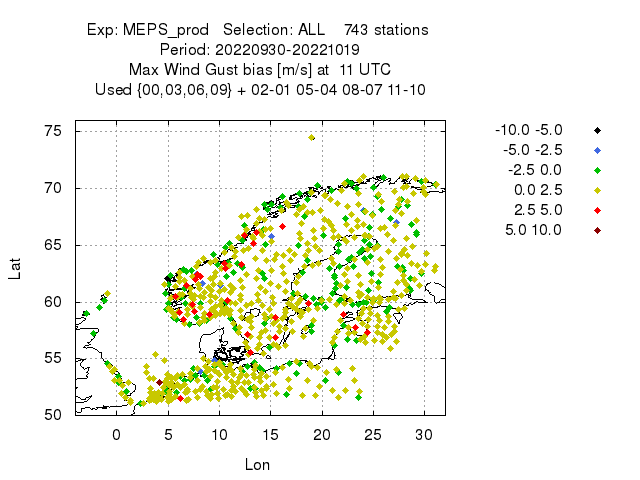 Exp: MEPS_prod   Selection: ALL    743 stations
Period: 20220930-20221019
Max Wind Gust bias [m/s] at  11 UTC
Used {00,03,06,09} + 02-01 05-04 08-07 11-10
-10.0 -5.0
-5.0 -2.5
-2.5 0.0
0.0 2.5
2.5 5.0
5.0 10.0
75
70
65
60
55
50
Lat
0 5 10 15 20 25 30
Lon